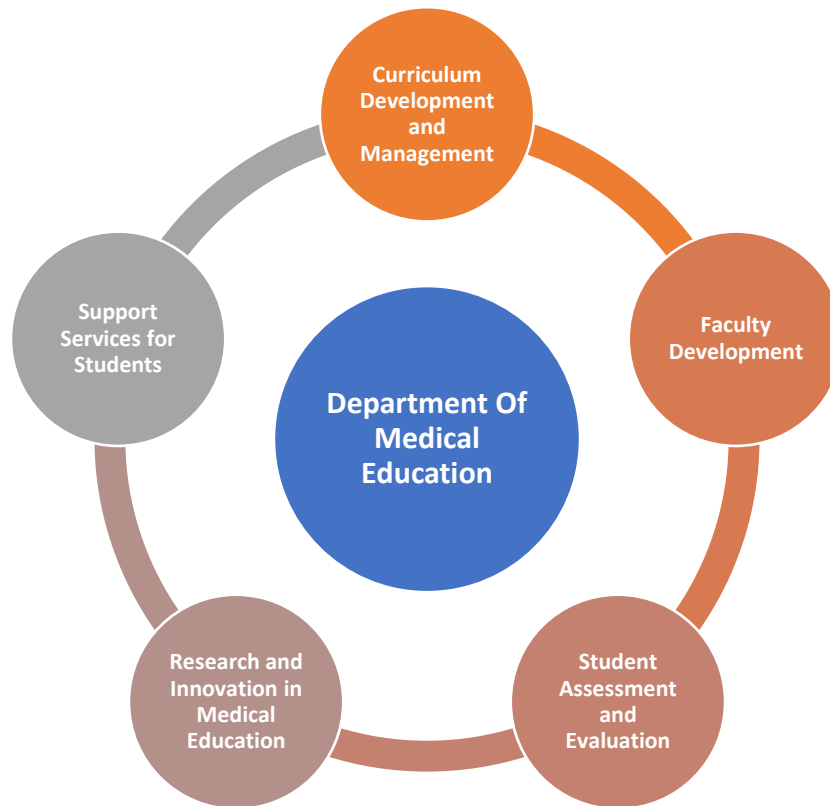 Curriculum
Development
and
Management
Faculty
Development
Student
Assessment
and
Evaluation
Research and
Innovation in
Medical
Education
Support
Services for
Students
Department Of
Medical
Education